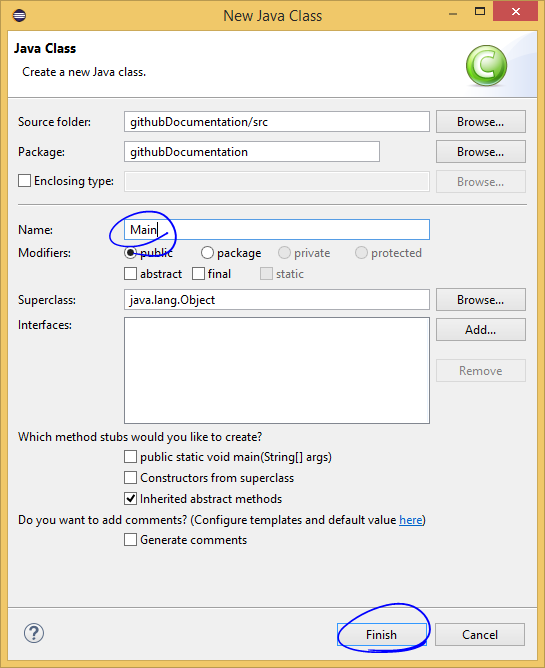 New Java Class
Java Class
Create a new Java class.
Source folder: githubDocumentation/src Browse...
Package: githubDocumentation Browse...
Enclosing type: Browse...
Name: Main
Modifiers: public package private protected
abstract final static
Superclass: java.lang.Object Browse...
Interfaces: Add...
Remove
Which method stubs would you like to create?
public static void main(String[] args)
Constructors from superclass
Inherited abstract methods
Do you want to add comments? (Configure templates and default value here)
Generate comments
? Finish Cancel